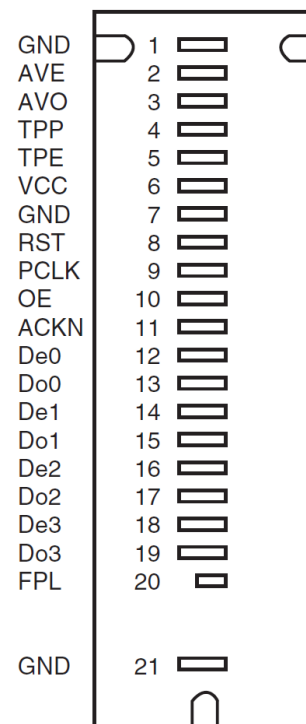 GND 1
AVE 2
AVO 3
TPP 4
TPE 5
VCC 6
GND 7
RST 8
PCLK 9
OE 10
ACKN 11
De0 12
Do0 13
De1 14
Do1 15
De2 16
Do2 17
De3 18
Do3 19
FPL 20
GND 21